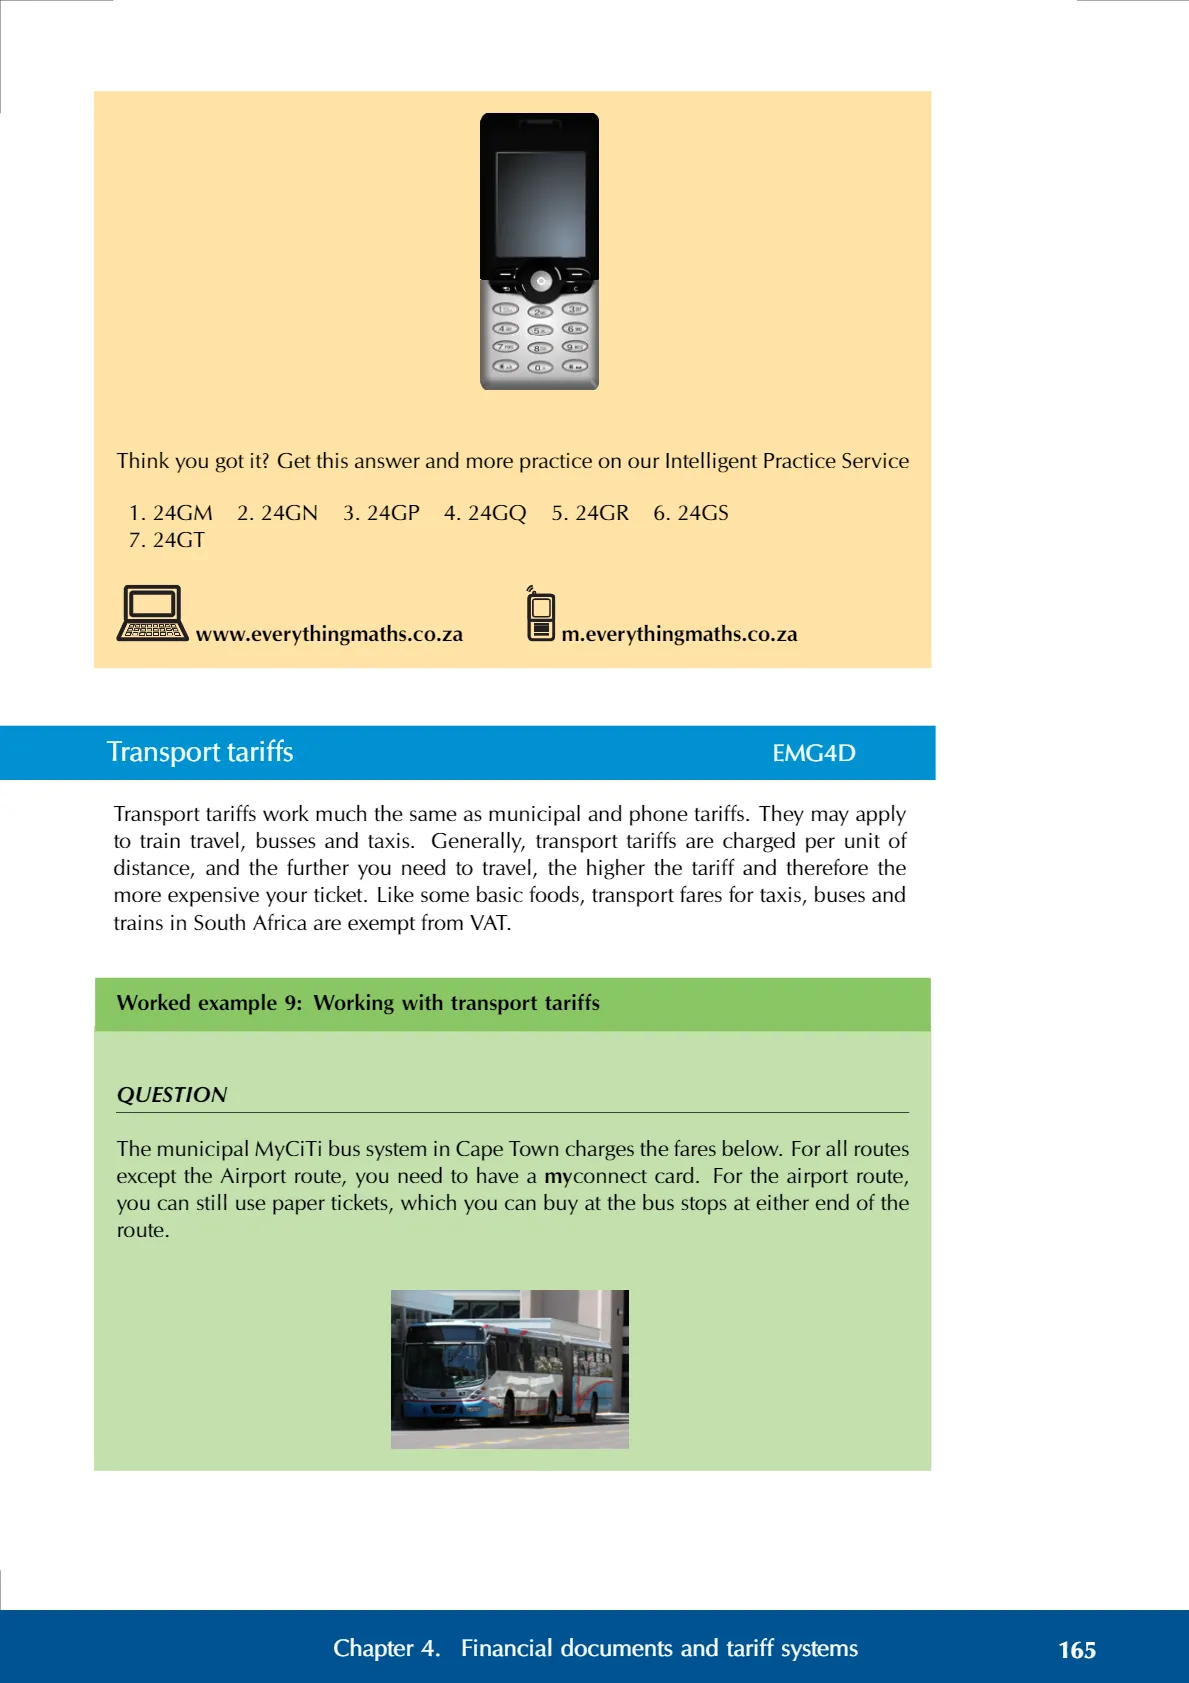 Think you got it? Get this answer and more practice on our Intelligent Practice Service
1. 24GM 2. 24GN 3. 24GP 4. 24GQ 5. 24GR 6. 24GS
7. 24GT
www.everythingmaths.co.za m.everythingmaths.co.za
Transport tariffs EMG4D
Transport tariffs work much the same as municipal and phone tariffs. They may apply
to train travel, busses and taxis. Generally, transport tariffs are charged per unit of
distance, and the further you need to travel, the higher the tariff and therefore the
more expensive your ticket. Like some basic foods, transport fares for taxis, buses and
trains in South Africa are exempt from VAT.
Worked example 9: Working with transport tariffs
QUESTION
The municipal MyCiTi bus system in Cape Town charges the fares below. For all routes
except the Airport route, you need to have a myconnect card. For the airport route,
you can still use paper tickets, which you can buy at the bus stops at either end of the
route.
Chapter 4. Financial documents and tariff systems 165